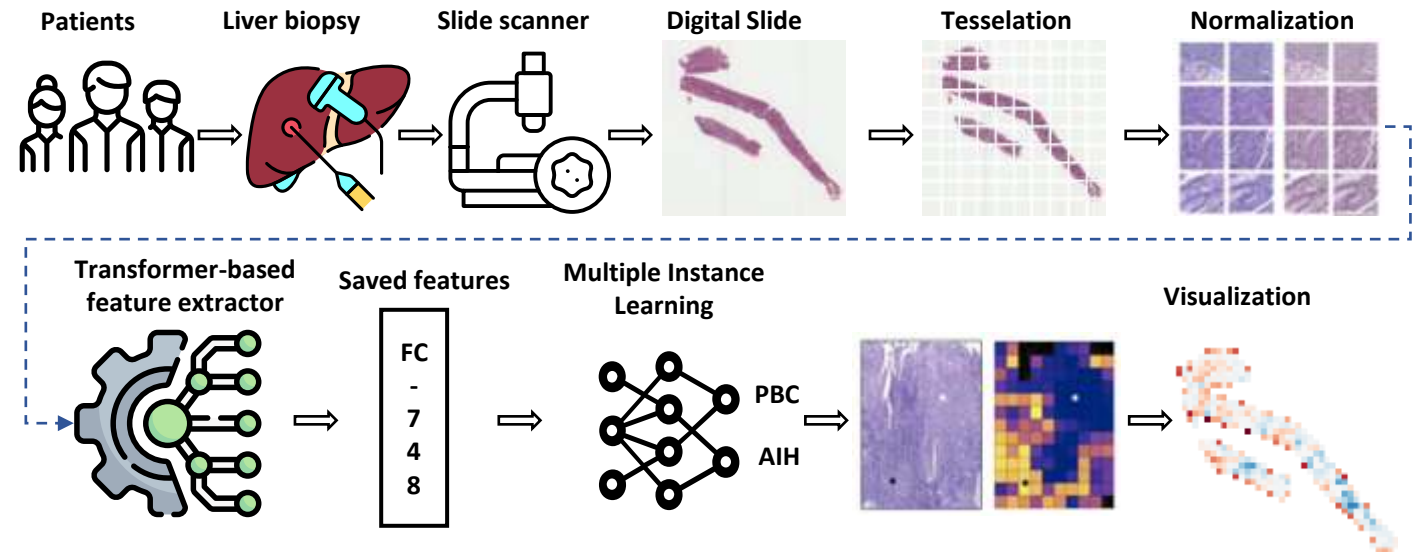 Patients
Liver biopsy
Slide scanner
Digital Slide
Tesselation
Normalization
Transformer-based
feature extractor
Saved features
FC
-
7
4
8
Multiple Instance
Learning
PBC
AIH
Visualization